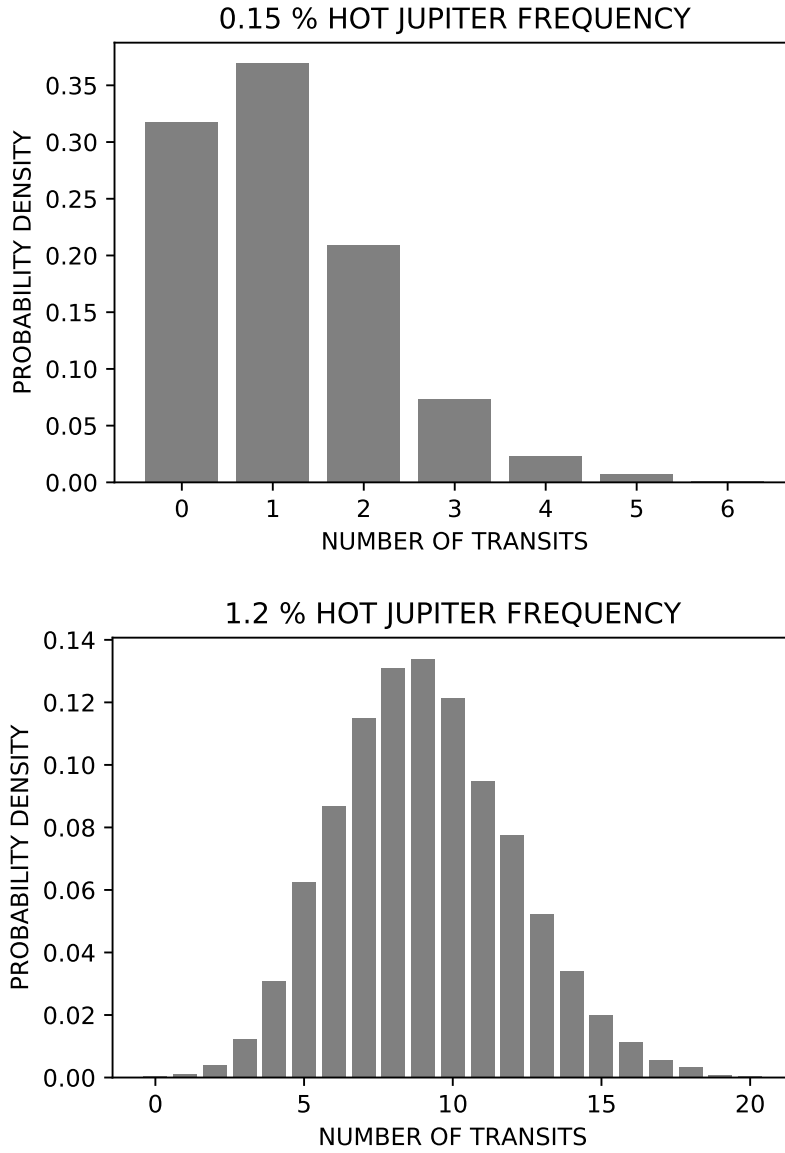 0.15 % HOT JUPITER FREQUENCY
PROBABILITY DENSITY
0.35
0.30
0.25
0.20
0.15
0.10
0.05
0.00
0 1 2 3 4 5 6
NUMBER OF TRANSITS
1.2 % HOT JUPITER FREQUENCY
PROBABILITY DENSITY
0.14
0.12
0.10
0.08
0.06
0.04
0.02
0.00
0 5 10 15 20
NUMBER OF TRANSITS